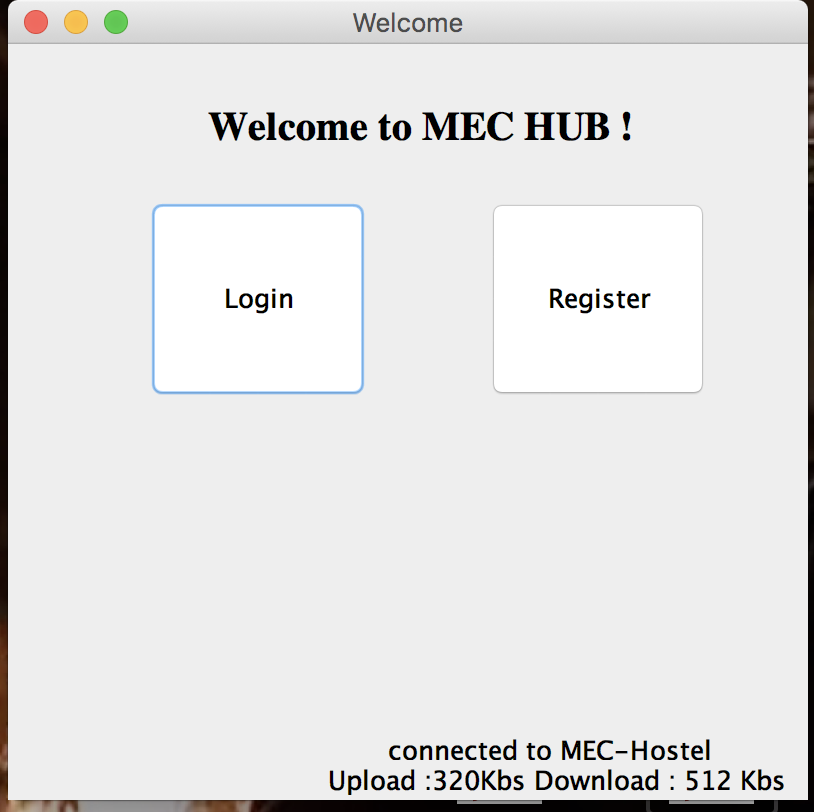 Welcome
Welcome to MEC HUB !
Login
Register
connected to MEC-Hostel
Upload :320Kbs Download : 512 Kbs